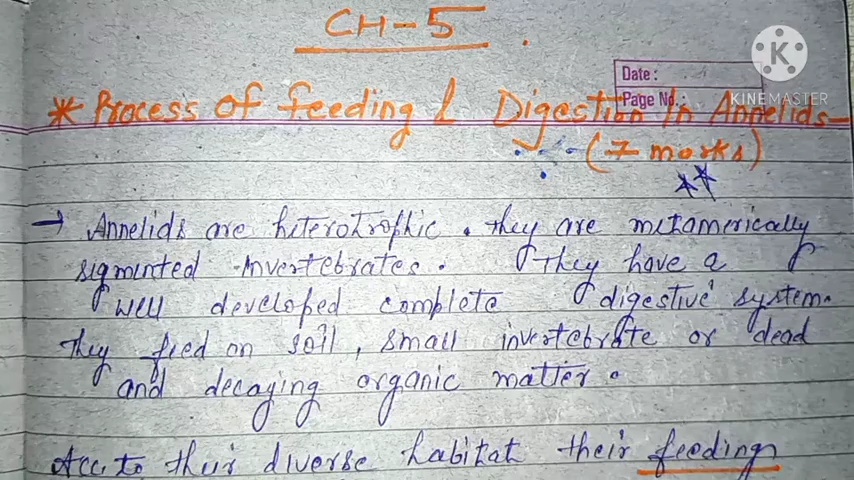 CH-5.
KINEMASTER
Date:
Page No.:
* Process of feeding & Digestion In Annelids-
(7 marks)
→ Annelids are heterotrophic. they are metamerically
segmented invertebrates. They have a
well developed complete digestive system.
they feed on soil, small invertebrate or dead
and decaying organic matter.
Acc. to their diverse habitat their feeding